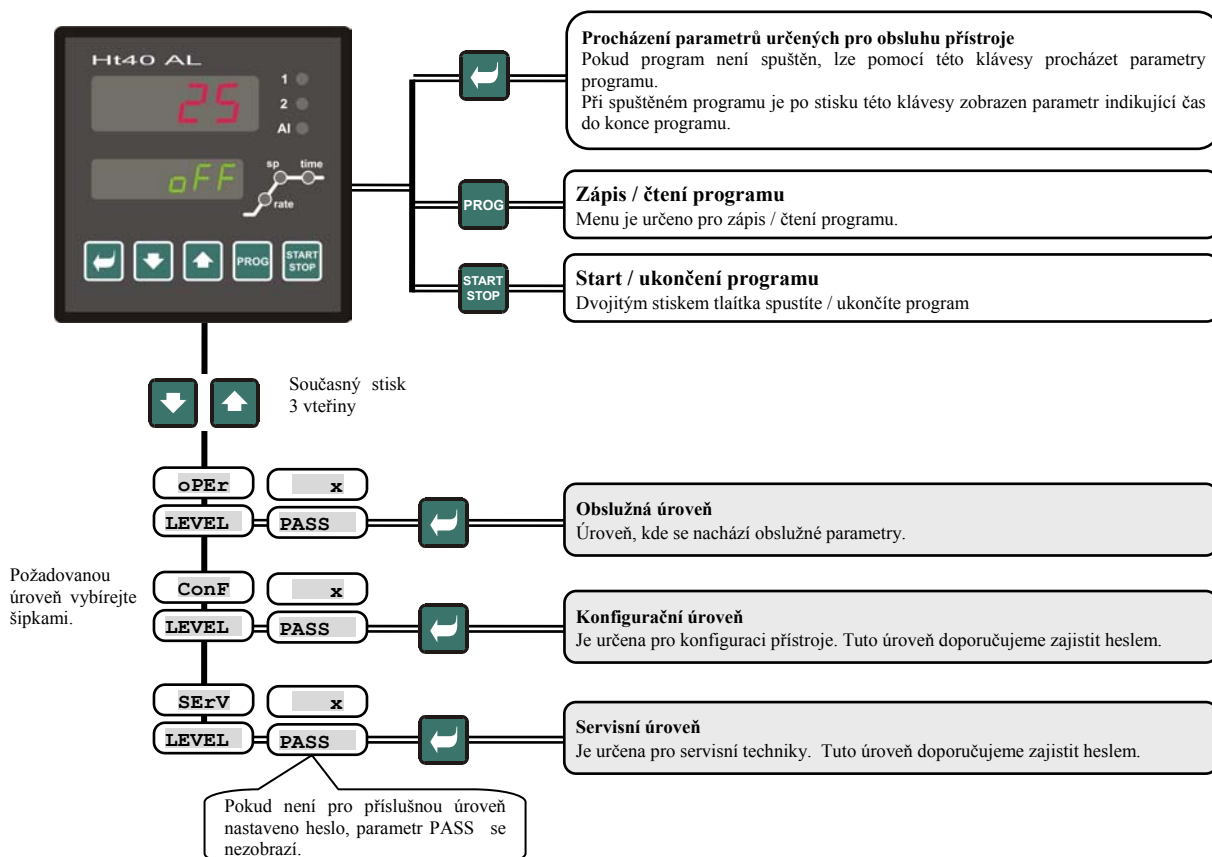 Ht40 AL
25
1
2
AI
oFF
sp
time
rate
PROG
START
STOP
Procházení parametrů určených pro obsluhu přístroje
Pokud program není spuštěn, lze pomocí této klávesy procházet parametry
programu.
Při spuštěném programu je po stisku této klávesy zobrazen parametr indikující čas
do konce programu.
PROG
Zápis / čtení programu
Menu je určeno pro zápis / čtení programu.
START
STOP
Start / ukončení programu
Dvojitým stiskem tlaítka spustíte / ukončíte program
Současný stisk
3 vteřiny
Požadovanou
úroveň vybírejte
šipkami.
oPEr x
LEVEL PASS
Obslužná úroveň
Úroveň, kde se nachází obslužné parametry.
ConF x
LEVEL PASS
Konfigurační úroveň
Je určena pro konfiguraci přístroje. Tuto úroveň doporučujeme zajistit heslem.
SErV x
LEVEL PASS
Servisní úroveň
Je určena pro servisní techniky. Tuto úroveň doporučujeme zajistit heslem.
Pokud není pro příslušnou úroveň
nastaveno heslo, parametr PASS se
nezobrazí.